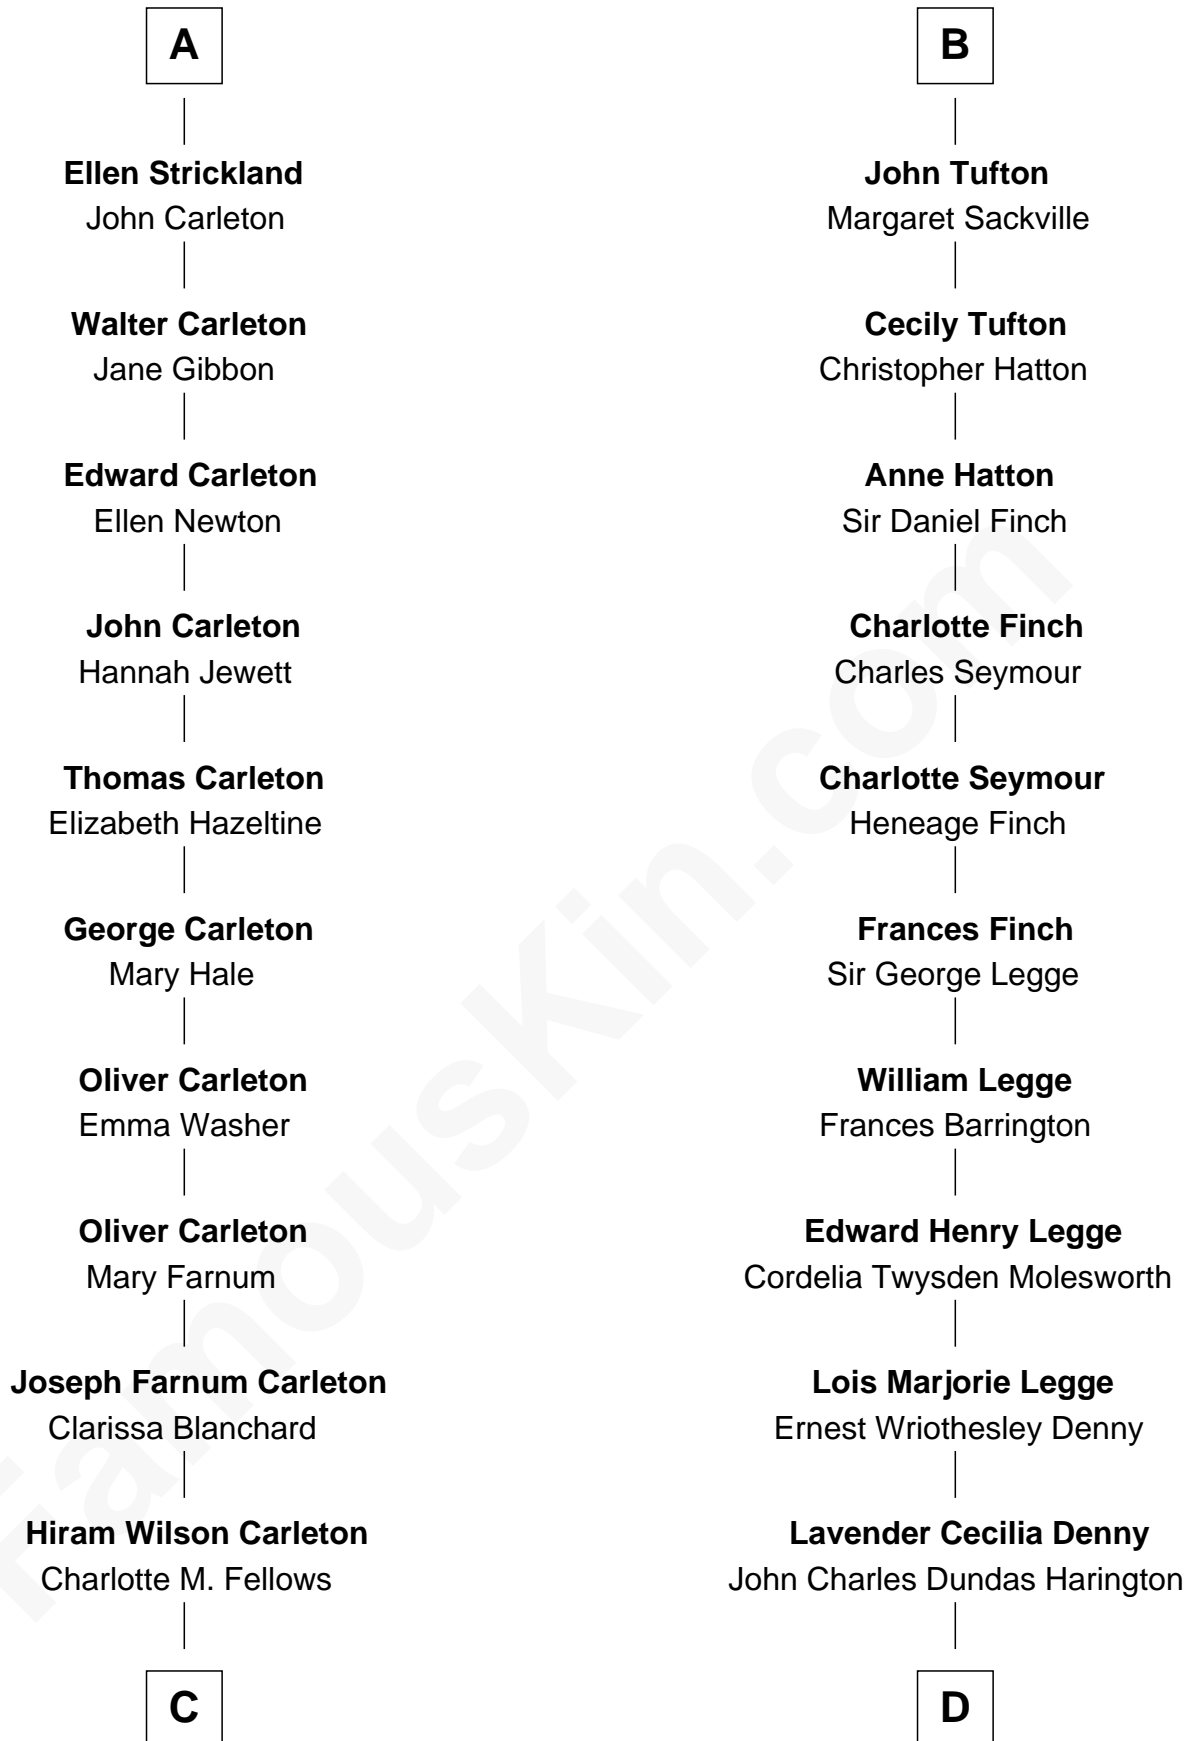 A
Ellen Strickland
John Carleton
Walter Carleton
Jane Gibbon
Edward Carleton
Ellen Newton
John Carleton
Hannah Jewett
Thomas Carleton
Elizabeth Hazeltine
George Carleton
Mary Hale
Oliver Carleton
Emma Washer
Oliver Carleton
Mary Farnum
Joseph Farnum Carleton
Clarissa Blanchard
Hiram Wilson Carleton
Charlotte M. Fellows
C
B
John Tufton
Margaret Sackville
Cecily Tufton
Christopher Hatton
Anne Hatton
Sir Daniel Finch
Charlotte Finch
Charles Seymour
Charlotte Seymour
Heneage Finch
Frances Finch
Sir George Legge
William Legge
Frances Barrington
Edward Henry Legge
Cordelia Twysden Molesworth
Lois Marjorie Legge
Ernest Wriothesley Denny
Lavender Cecilia Denny
John Charles Dundas Harington
D
FamousKin.com